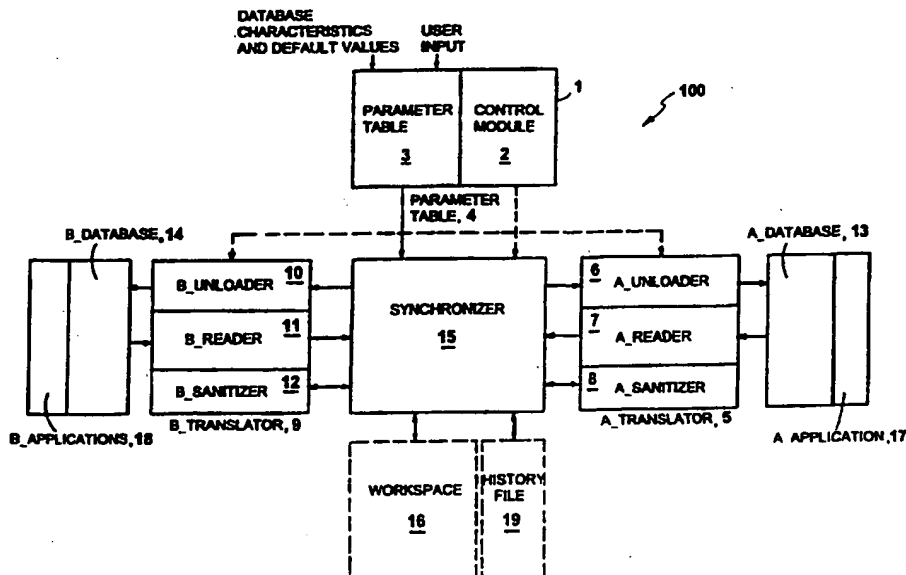 DATABASE
CHARACTERISTICS
AND DEFAULT VALUES
USER
INPUT
1
100
PARAMETER
TABLE
3
CONTROL
MODULE
2
PARAMETER
TABLE, 4
B_DATABASE, 14
A_DATABASE, 13
B_UNLOADER 10
B_READER 11
B_SANITIZER 12
SYNCHRONIZER
15
6 A_UNLOADER
7 A_READER
8 A_SANITIZER
B_APPLICATIONS, 18
B_TRANSLATOR, 9
A_TRANSLATOR, 5
A APPLICATION, 17
WORKSPACE
16
HISTORY
FILE
19